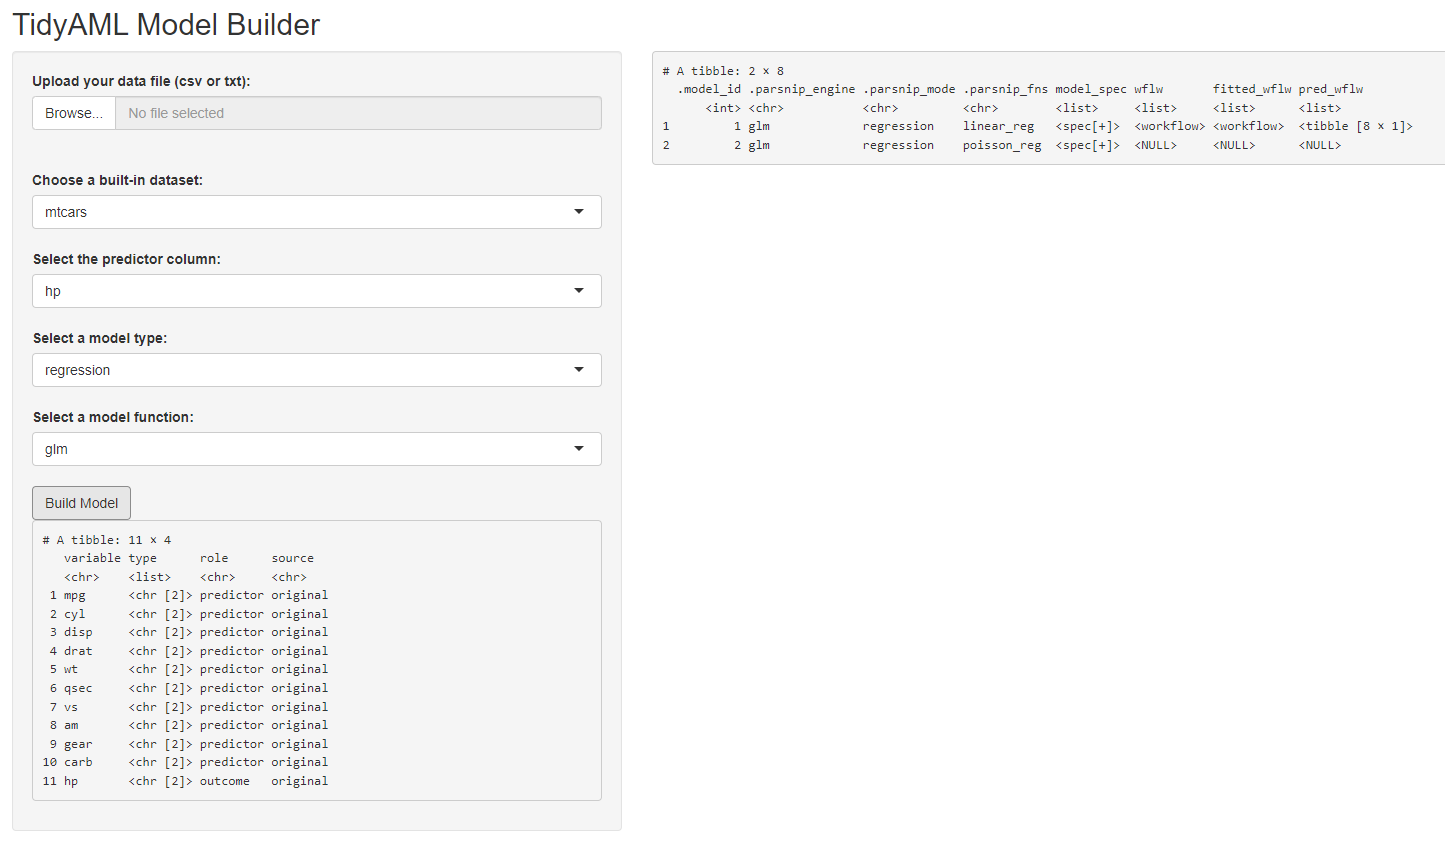 TidyAML Model Builder
Upload your data file (csv or txt):
Browse... No file selected
Choose a built-in dataset:
mtcars
Select the predictor column:
hp
Select a model type:
regression
Select a model function:
glm
Build Model
# A tibble: 11 × 4
variable type role source
<chr> <list> <chr> <chr>
1 mpg <chr [2]> predictor original
2 cyl <chr [2]> predictor original
3 disp <chr [2]> predictor original
4 drat <chr [2]> predictor original
5 wt <chr [2]> predictor original
6 qsec <chr [2]> predictor original
7 vs <chr [2]> predictor original
8 am <chr [2]> predictor original
9 gear <chr [2]> predictor original
10 carb <chr [2]> predictor original
11 hp <chr [2]> outcome original
# A tibble: 2 × 8
.model_id .parsnip_engine .parsnip_mode .parsnip_fns model_spec wflw fitted_wflw pred_wflw
<int> <chr> <chr> <chr> <list> <list> <list> <list>
1 1 glm regression linear_reg <spec[+]> <workflow> <workflow> <tibble [8 × 1]>
2 2 glm regression poisson_reg <spec[+]> <NULL> <NULL> <NULL>